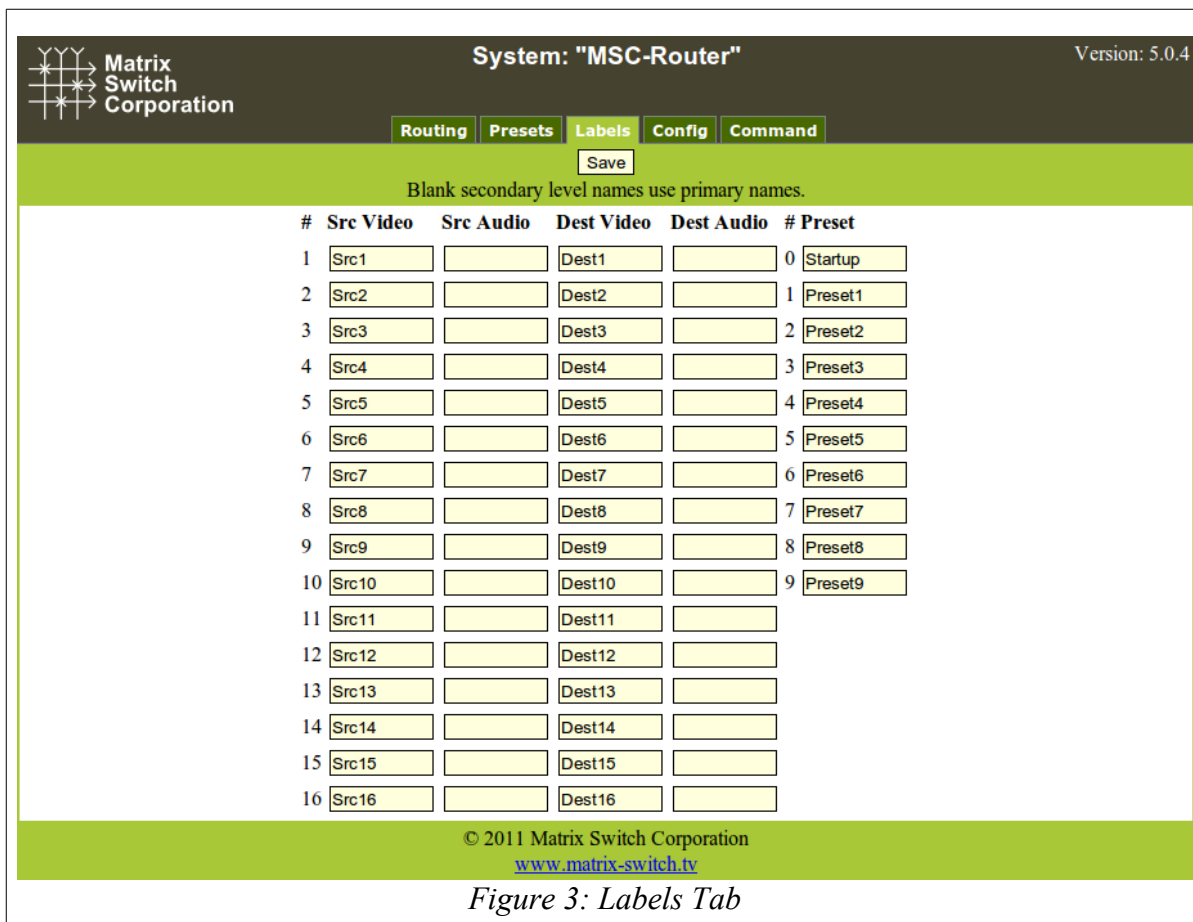 Matrix
Switch
Corporation
System: "MSC-Router"
Version: 5.0.4
Routing Presets Labels Config Command
Save
Blank secondary level names use primary names.
# Src Video Src Audio Dest Video Dest Audio # Preset
1 Src1 Dest1 0 Startup
2 Src2 Dest2 1 Preset1
3 Src3 Dest3 2 Preset2
4 Src4 Dest4 3 Preset3
5 Src5 Dest5 4 Preset4
6 Src6 Dest6 5 Preset5
7 Src7 Dest7 6 Preset6
8 Src8 Dest8 7 Preset7
9 Src9 Dest9 8 Preset8
10 Src10 Dest10 9 Preset9
11 Src11 Dest11
12 Src12 Dest12
13 Src13 Dest13
14 Src14 Dest14
15 Src15 Dest15
16 Src16 Dest16
© 2011 Matrix Switch Corporation
www.matrix-switch.tv
Figure 3: Labels Tab